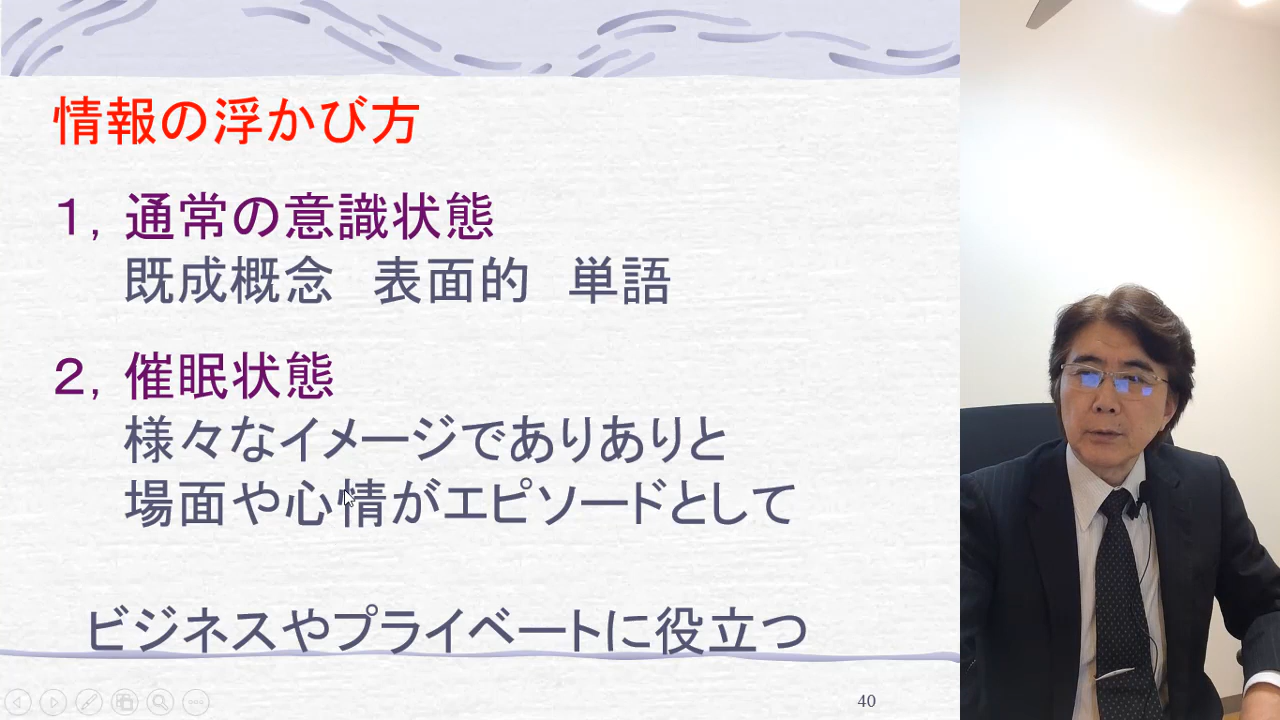 情報の浮かび方
１，通常の意識状態
既成概念　表面的　単語
２，催眠状態
様々なイメージでありありと
場面や心情がエピソードとして
ビジネスやプライベートに役立つ
40